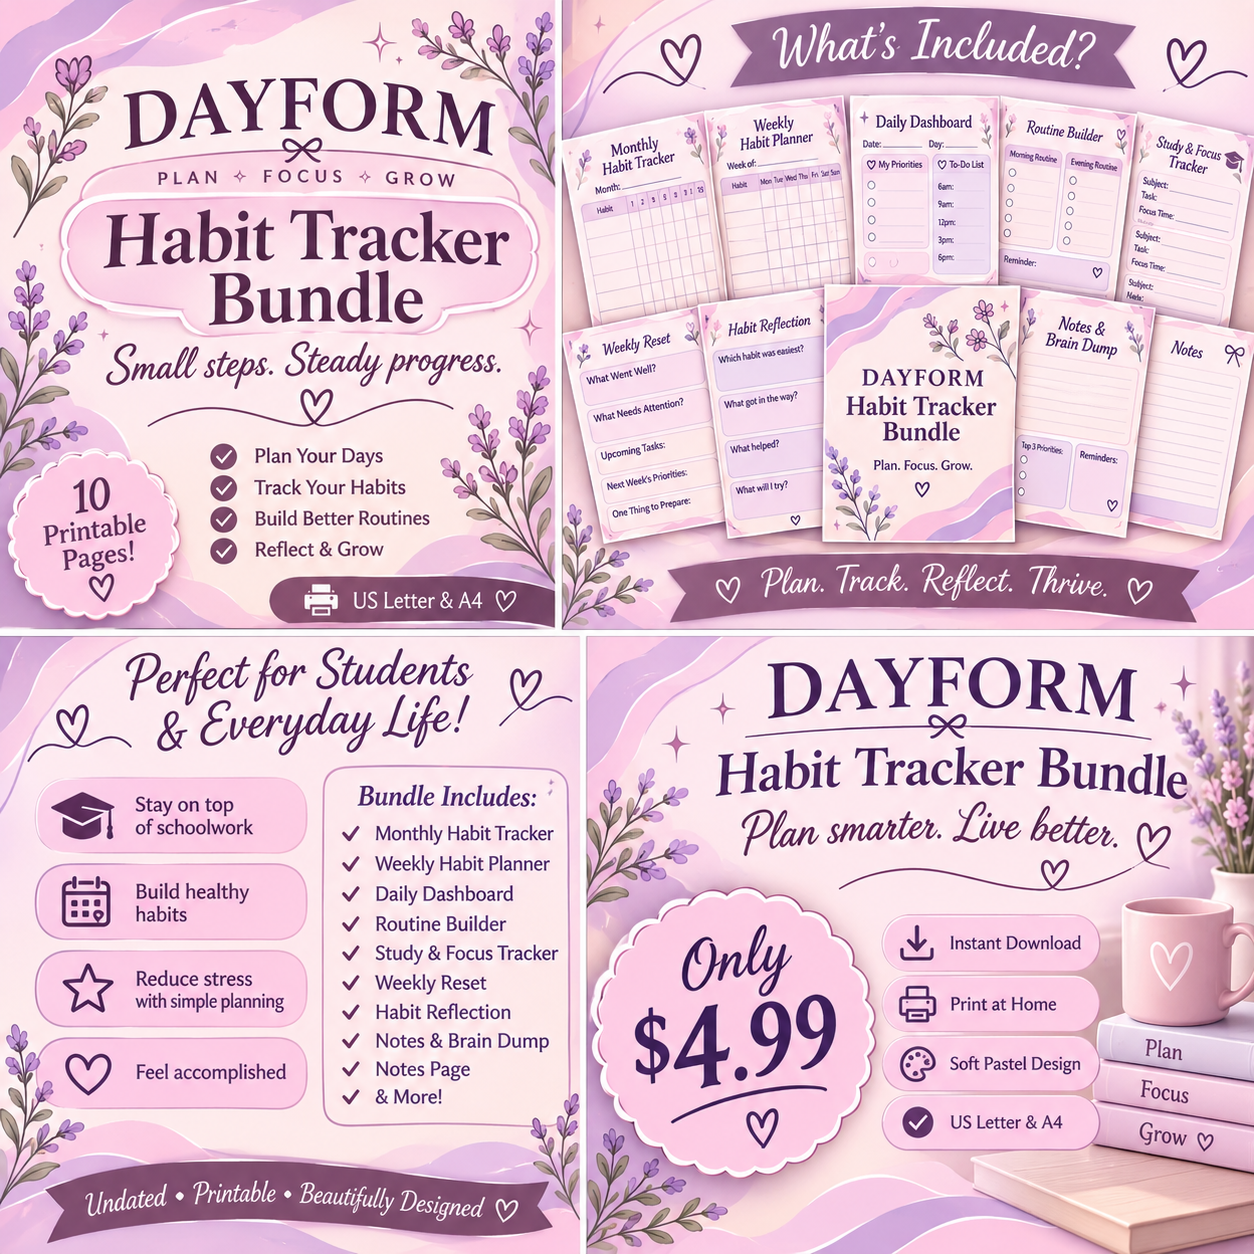 DAYFORM
PLAN ✧ FOCUS ✧ GROW
Habit Tracker
Bundle
Small steps. Steady progress.
Plan Your Days
Track Your Habits
Build Better Routines
Reflect & Grow
10
Printable
Pages!
US Letter & A4
What's Included?
Monthly
Habit Tracker
Month:
Habit
Weekly
Habit Planner
Week of:
Habit Mon Tue Wed Thu Fri Sat Sun
Daily Dashboard
Date: Day:
My Priorities
To-Do List
6am:
9am:
12pm:
3pm:
6pm:
Routine Builder
Morning Routine
Evening Routine
Reminder:
Study & Focus
Tracker
Subject:
Task:
Focus Time:
Subject:
Task:
Focus Time:
Weekly Reset
What Went Well?
What Needs Attention?
Upcoming Tasks:
Next Week's Priorities:
One Thing to Prepare:
Habit Reflection
Which habit was easiest?
What got in the way?
What helped?
What will I try?
DAYFORM
Habit Tracker
Bundle
Plan. Focus. Grow.
Notes &
Brain Dump
Top 3 Priorities:
Reminders:
Notes
Plan. Track. Reflect. Thrive.
Perfect for Students
& Everyday Life!
Stay on top
of schoolwork
Build healthy
habits
Reduce stress
with simple planning
Feel accomplished
Bundle Includes:
Monthly Habit Tracker
Weekly Habit Planner
Daily Dashboard
Routine Builder
Study & Focus Tracker
Weekly Reset
Habit Reflection
Notes & Brain Dump
Notes Page
& More!
Undated • Printable • Beautifully Designed
DAYFORM
Habit Tracker Bundle
Plan smarter. Live better.
Only
$4.99
Instant Download
Print at Home
Soft Pastel Design
US Letter & A4
Plan
Focus
Grow